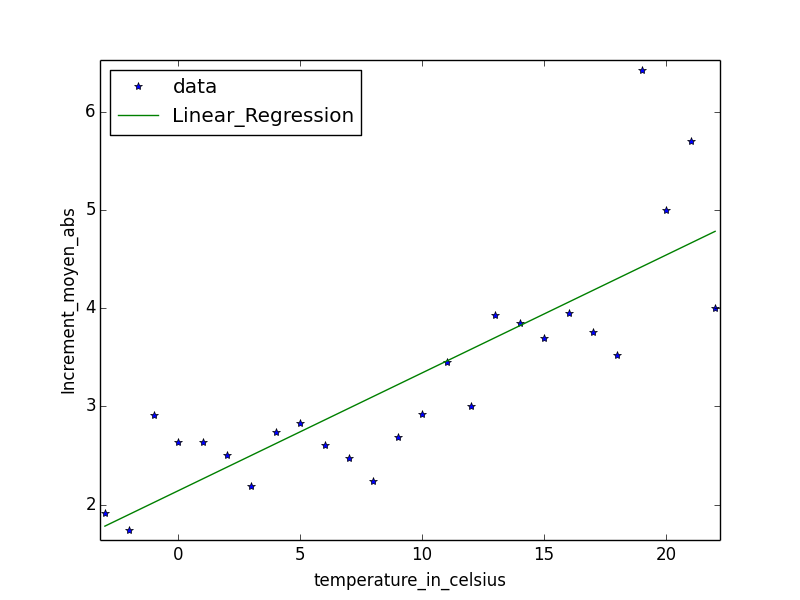 data
Linear_Regression
6
5
4
3
2
0 5 10 15 20
Increment_moyen_abs
temperature_in_celsius